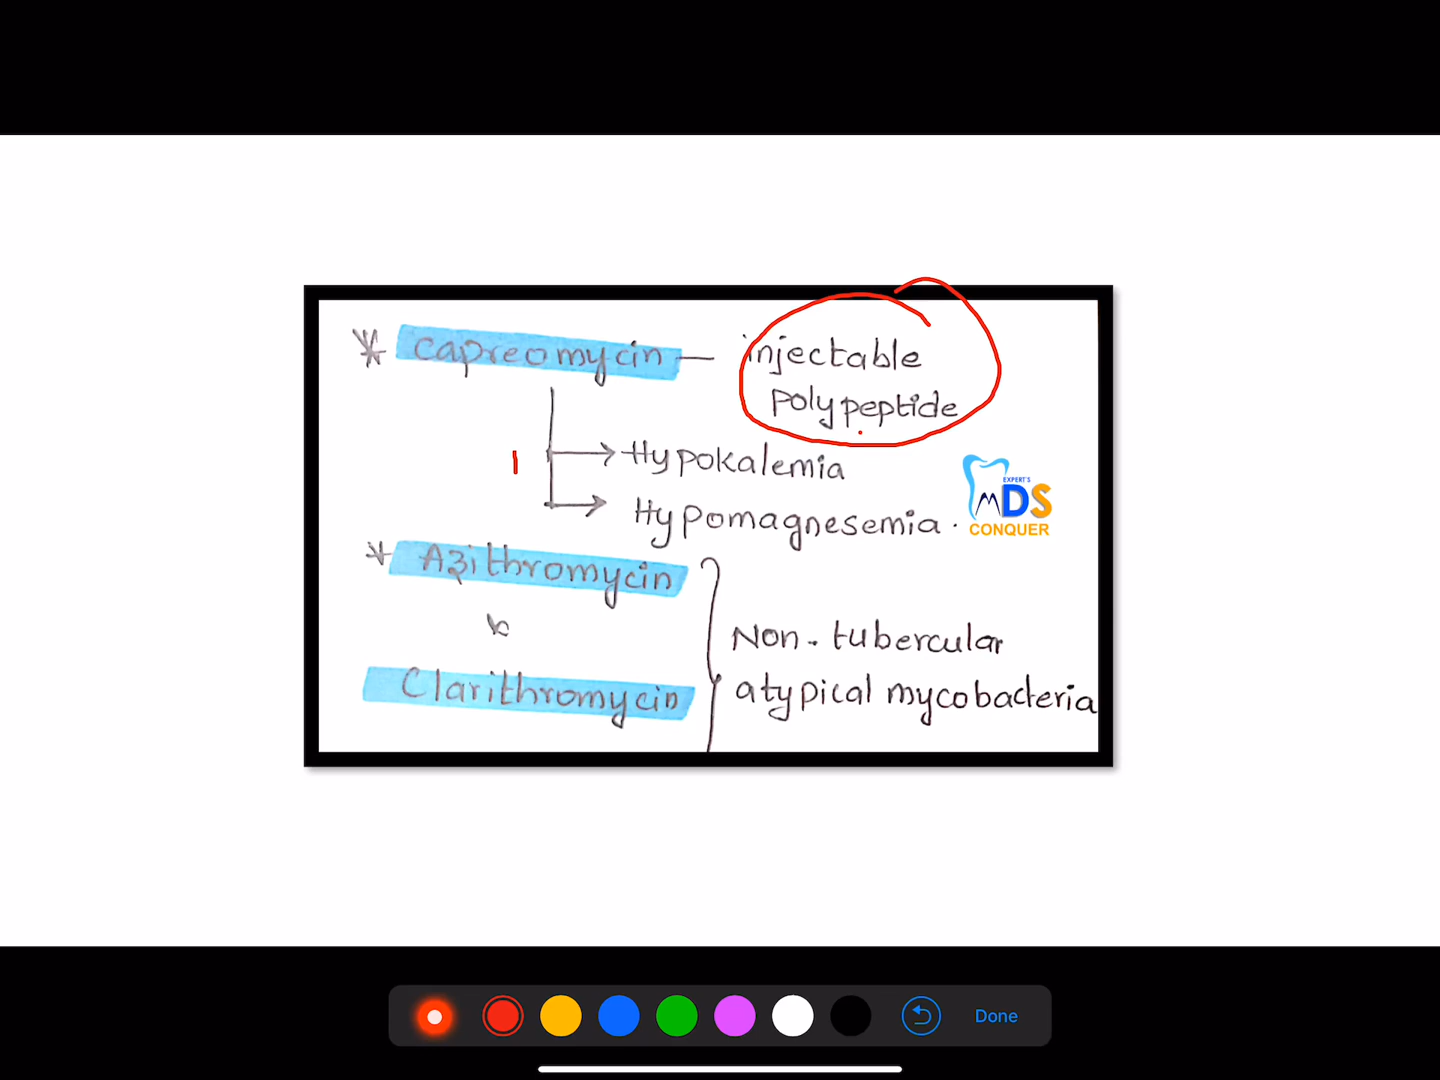 * Capreomycin — injectable
polypeptide
Hypokalemia
Hypomagnesemia.
EXPERT'S
MDS
CONQUER
* Azithromycin
&
Clarithromycin
Non-tubercular
atypical mycobacteria
Done